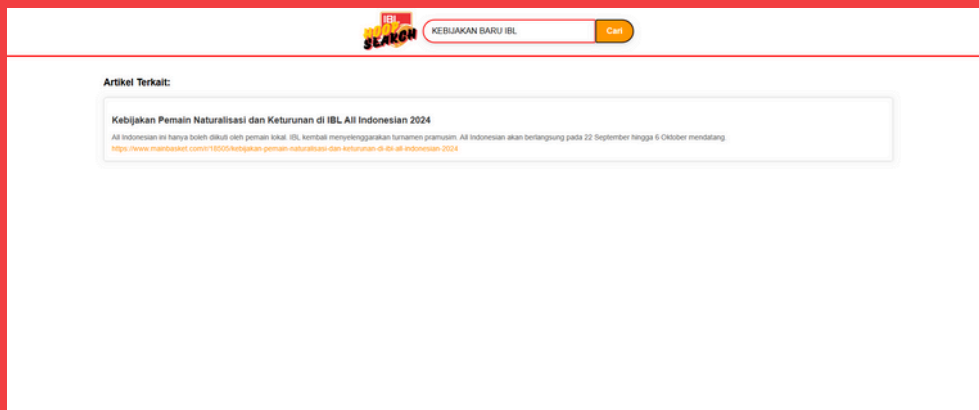 IBL
HOOP
SEARCH
KEBIJAKAN BARU IBL
Cari
Artikel Terkait:
Kebijakan Pemain Naturalisasi dan Keturunan di IBL All Indonesian 2024
All Indonesian ini hanya boleh diikuti oleh pemain lokal. IBL kembali menyelenggarakan turnamen pramusim. All Indonesian akan berlangsung pada 22 September hingga 6 Oktober mendatang.
https://www.mainbasket.com/r/18505/kebijakan-pemain-naturalisasi-dan-keturunan-di-ibl-all-indonesian-2024